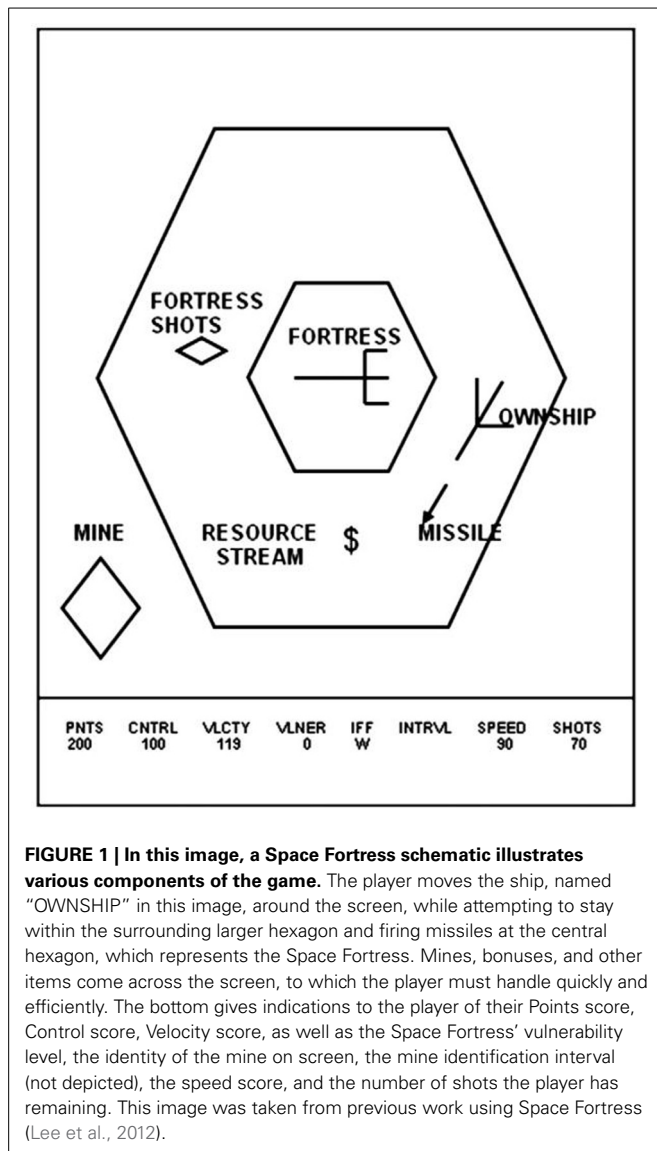 FORTRESS
SHOTS
FORTRESS
OWNSHIP
MINE
RESOURCE
STREAM
$
MISSILE
PNTS CNTRL VLCTY VLNER IFF INTRVL SPEED SHOTS
200 100 119 0 W 90 70
FIGURE 1 | In this image, a Space Fortress schematic illustrates
various components of the game. The player moves the ship, named
"OWNSHIP" in this image, around the screen, while attempting to stay
within the surrounding larger hexagon and firing missiles at the central
hexagon, which represents the Space Fortress. Mines, bonuses, and other
items come across the screen, to which the player must handle quickly and
efficiently. The bottom gives indications to the player of their Points score,
Control score, Velocity score, as well as the Space Fortress' vulnerability
level, the identity of the mine on screen, the mine identification interval
(not depicted), the speed score, and the number of shots the player has
remaining. This image was taken from previous work using Space Fortress
(Lee et al., 2012).